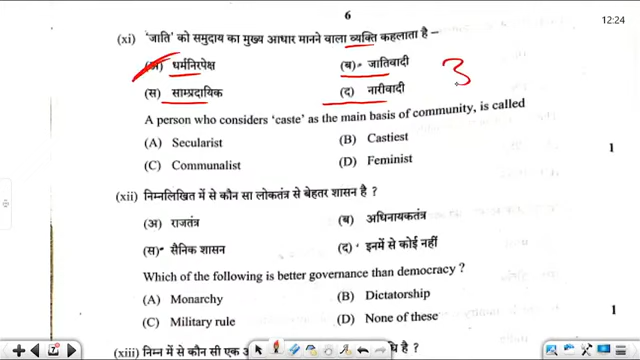 6
12:24
(xi) ‘जाति’ को समुदाय का मुख्य आधार मानने वाला व्यक्ति कहलाता है –
(अ) धर्मनिरपेक्ष (ब) जातिवादी
(स) साम्प्रदायिक (द) नारीवादी
3
A person who considers ‘caste’ as the main basis of community, is called
(A) Secularist (B) Castiest
(C) Communalist (D) Feminist
1
(xii) निम्नलिखित में से कौन सा लोकतंत्र से बेहतर शासन है ?
(अ) राजतंत्र (ब) अधिनायकतंत्र
(स) सैनिक शासन (द) इनमें से कोई नहीं
Which of the following is better governance than democracy ?
(A) Monarchy (B) Dictatorship
(C) Military rule (D) None of these
1
(xiii) निम्न में से कौन सी एक है ?